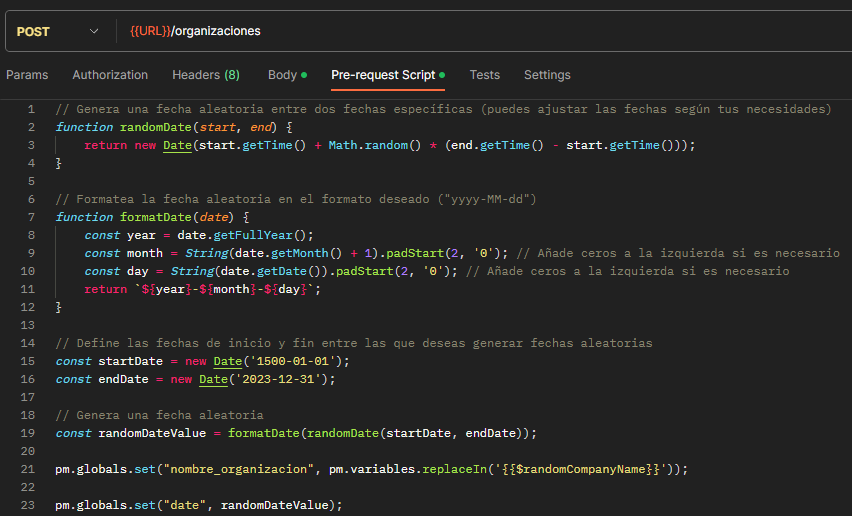 POST {{URL}}/organizaciones
Params Authorization Headers (8) Body Pre-request Script Tests Settings
1 // Genera una fecha aleatoria entre dos fechas específicas (puedes ajustar las fechas según tus necesidades)
2 function randomDate(start, end) {
3 return new Date(start.getTime() + Math.random() * (end.getTime() - start.getTime()));
4 }
5
6 // Formatea la fecha aleatoria en el formato deseado ("yyyy-MM-dd")
7 function formatDate(date) {
8 const year = date.getFullYear();
9 const month = String(date.getMonth() + 1).padStart(2, '0'); // Añade ceros a la izquierda si es necesario
10 const day = String(date.getDate()).padStart(2, '0'); // Añade ceros a la izquierda si es necesario
11 return `${year}-${month}-${day}`;
12 }
13
14 // Define las fechas de inicio y fin entre las que deseas generar fechas aleatorias
15 const startDate = new Date('1500-01-01');
16 const endDate = new Date('2023-12-31');
17
18 // Genera una fecha aleatoria
19 const randomDateValue = formatDate(randomDate(startDate, endDate));
20
21 pm.globals.set("nombre_organizacion", pm.variables.replaceIn('{{$randomCompanyName}}'));
22
23 pm.globals.set("date", randomDateValue);